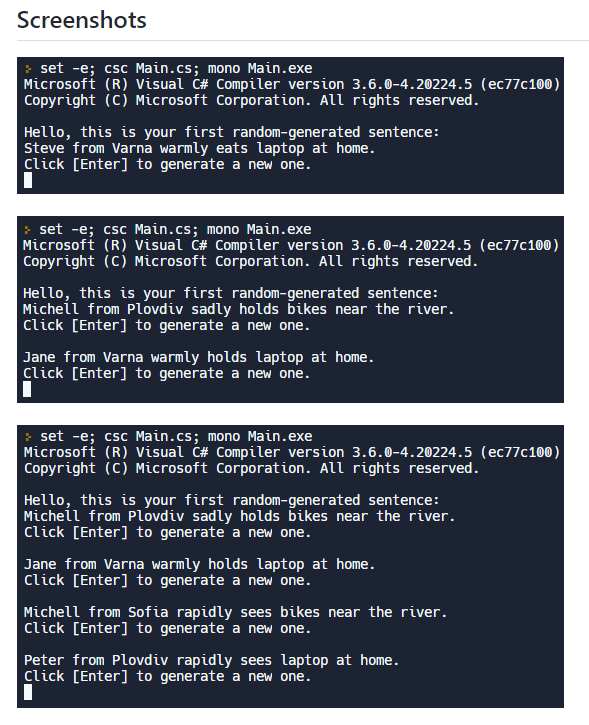 Screenshots
set -e; csc Main.cs; mono Main.exe
Microsoft (R) Visual C# Compiler version 3.6.0-4.20224.5 (ec77c100)
Copyright (C) Microsoft Corporation. All rights reserved.
Hello, this is your first random-generated sentence:
Steve from Varna warmly eats laptop at home.
Click [Enter] to generate a new one.
set -e; csc Main.cs; mono Main.exe
Microsoft (R) Visual C# Compiler version 3.6.0-4.20224.5 (ec77c100)
Copyright (C) Microsoft Corporation. All rights reserved.
Hello, this is your first random-generated sentence:
Michell from Plovdiv sadly holds bikes near the river.
Click [Enter] to generate a new one.
Jane from Varna warmly holds laptop at home.
Click [Enter] to generate a new one.
set -e; csc Main.cs; mono Main.exe
Microsoft (R) Visual C# Compiler version 3.6.0-4.20224.5 (ec77c100)
Copyright (C) Microsoft Corporation. All rights reserved.
Hello, this is your first random-generated sentence:
Michell from Plovdiv sadly holds bikes near the river.
Click [Enter] to generate a new one.
Jane from Varna warmly holds laptop at home.
Click [Enter] to generate a new one.
Michell from Sofia rapidly sees bikes near the river.
Click [Enter] to generate a new one.
Peter from Plovdiv rapidly sees laptop at home.
Click [Enter] to generate a new one.